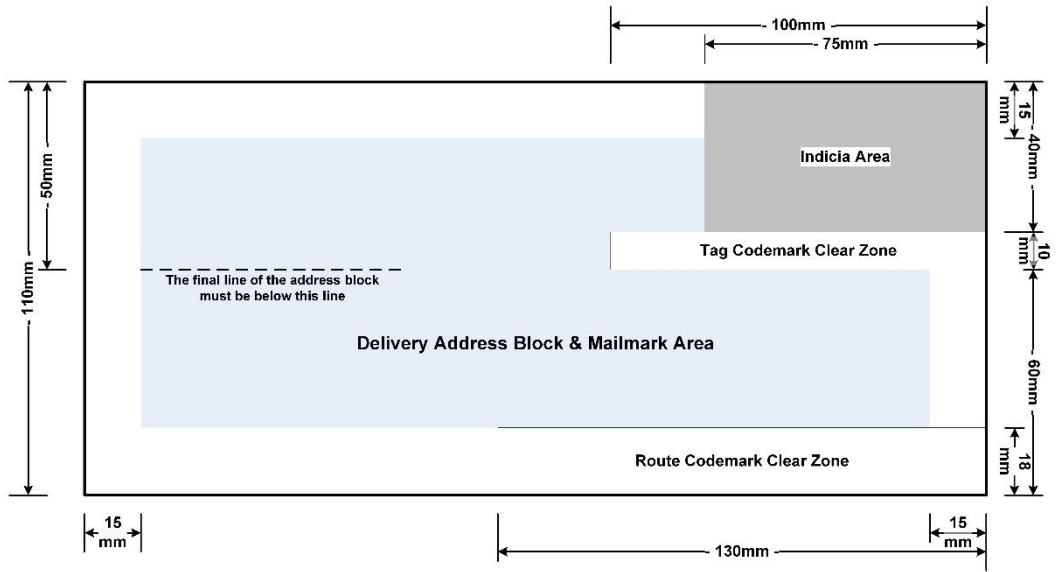 100mm
75mm
15
mm
40mm
Indicia Area
50mm
Tag Codemark Clear Zone
10
mm
The final line of the address block
must be below this line
110mm
Delivery Address Block & Mailmark Area
60mm
Route Codemark Clear Zone
18
mm
15
mm
130mm
15
mm